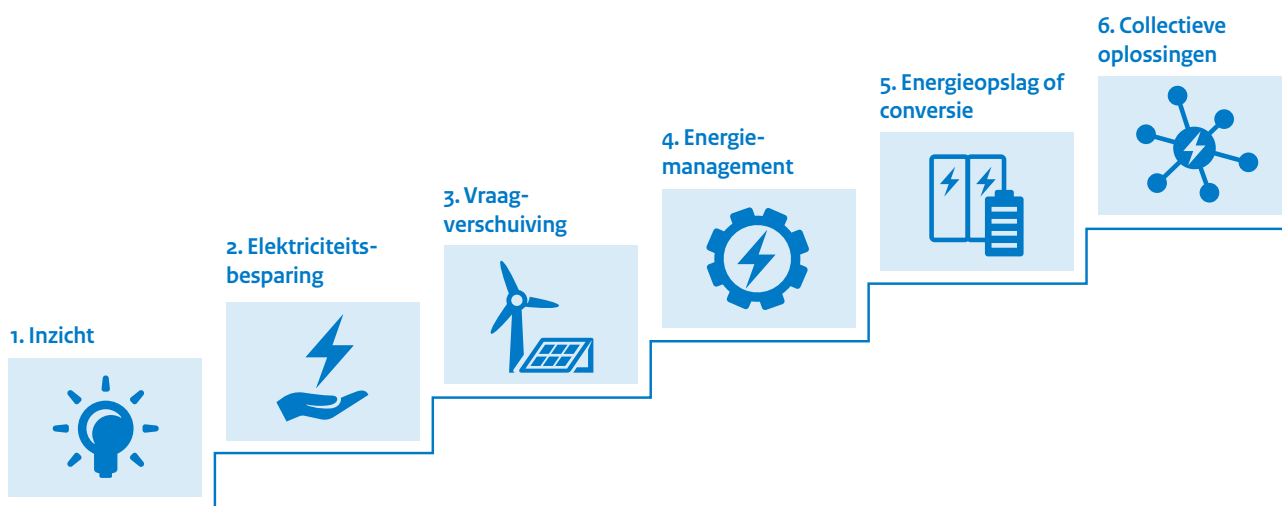 1. Inzicht
2. Elektriciteits-
besparing
3. Vraag-
verschuiving
4. Energie-
management
5. Energieopslag of
conversie
6. Collectieve
oplossingen